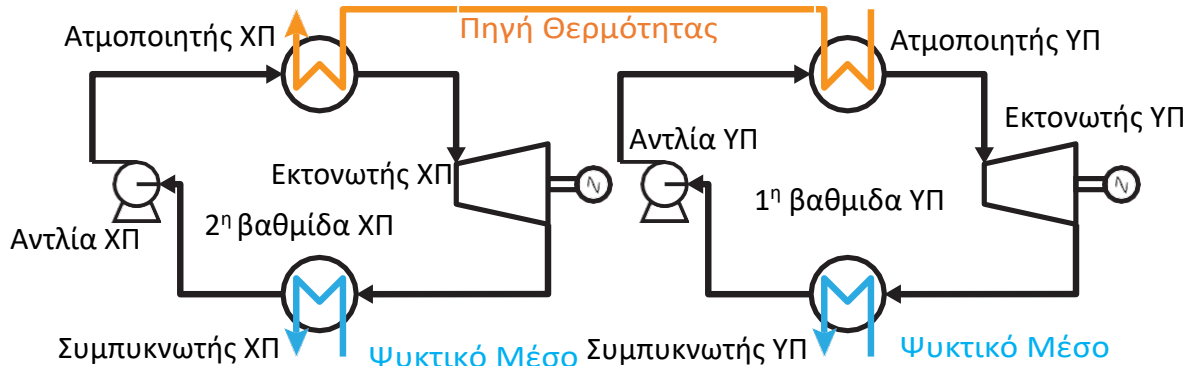 Ατμοποιητής ΧΠ
Πηγή Θερμότητας
Ατμοποιητής ΥΠ
Εκτονωτής ΥΠ
Αντλία ΥΠ
Εκτονωτής ΧΠ
N
N
1η βαθμιδα ΥΠ
2η βαθμίδα ΧΠ
Αντλία ΧΠ
Συμπυκνωτής ΧΠ
Ψυκτικό Μέσο
Συμπυκνωτής ΥΠ
Ψυκτικό Μέσο